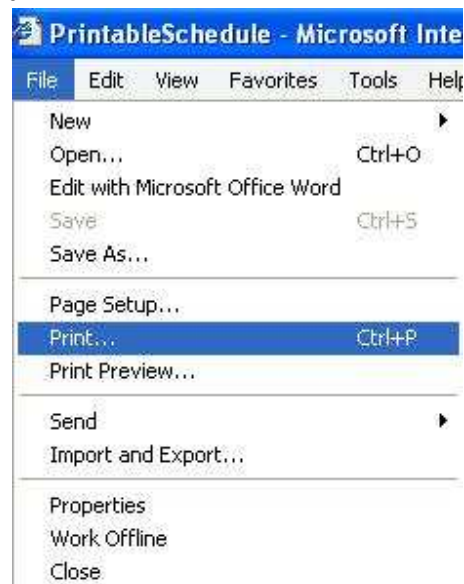 PrintableSchedule - Microsoft Inte
File Edit View Favorites Tools Help
New
Open... Ctrl+O
Edit with Microsoft Office Word
Save Ctrl+S
Save As...
Page Setup...
Print... Ctrl+P
Print Preview...
Send
Import and Export...
Properties
Work Offline
Close